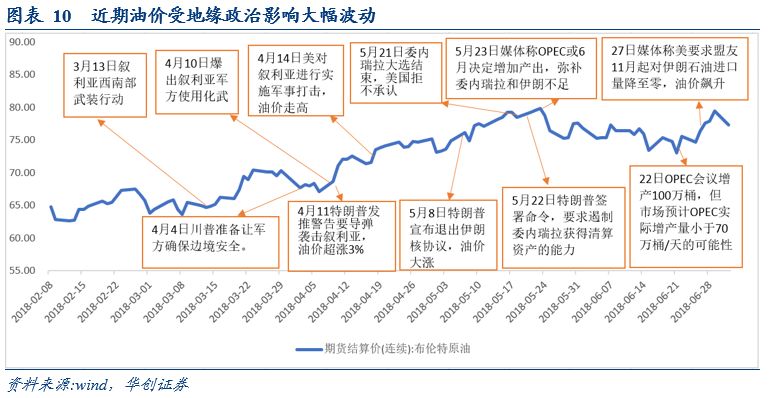 图表 10 近期油价受地缘政治影响大幅波动
90.00
85.00
80.00
75.00
70.00
65.00
60.00
55.00
3月13日叙
利亚西南部
武装行动
4月10日爆
出叙利亚军
方使用化武
4月14日美对
叙利亚进行实
施军事打击，
油价走高
5月21日委内
瑞拉大选结
束，美国拒
不承认
5月23日媒体称OPEC或6
月决定增加产出，弥补
委内瑞拉和伊朗不足
27日媒体称美要求盟友
11月起对伊朗石油进口
量降至零，油价飙升
4月4日川普准备让军
方确保边境安全。
4月11特朗普发
推警告要导弹
袭击叙利亚，
油价超涨3%
5月8日特朗普
宣布退出伊朗
核协议，油价
大涨
5月22日特朗普签
署命令，要求遏制
委内瑞拉获得清算
资产的能力
22日OPEC会议增
产100万桶，但
市场预计OPEC实
际增产量小于70
万桶/天的可能性
2018-02-08
2018-02-15
2018-02-22
2018-03-01
2018-03-08
2018-03-15
2018-03-22
2018-03-29
2018-04-05
2018-04-12
2018-04-19
2018-04-26
2018-05-03
2018-05-10
2018-05-17
2018-05-24
2018-05-31
2018-06-07
2018-06-14
2018-06-21
2018-06-28
期货结算价(连续):布伦特原油
资料来源:wind，华创证券